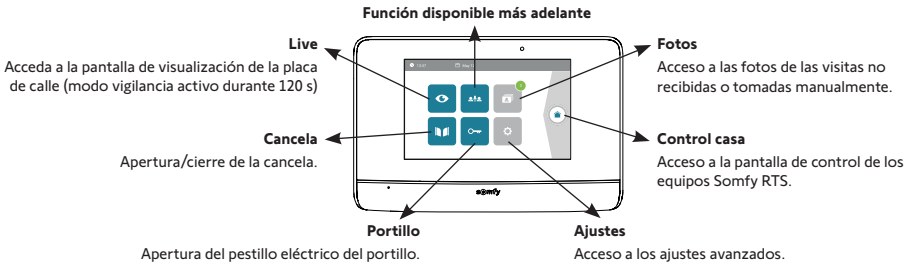 Función disponible más adelante
Live
Acceda a la pantalla de visualización de la placa
de calle (modo vigilancia activo durante 120 s)
Fotos
Acceso a las fotos de las visitas no
recibidas o tomadas manualmente.
Cancela
Apertura/cierre de la cancela.
Control casa
Acceso a la pantalla de control de los
equipos Somfy RTS.
somfy
Portillo
Apertura del pestillo eléctrico del portillo.
Ajustes
Acceso a los ajustes avanzados.